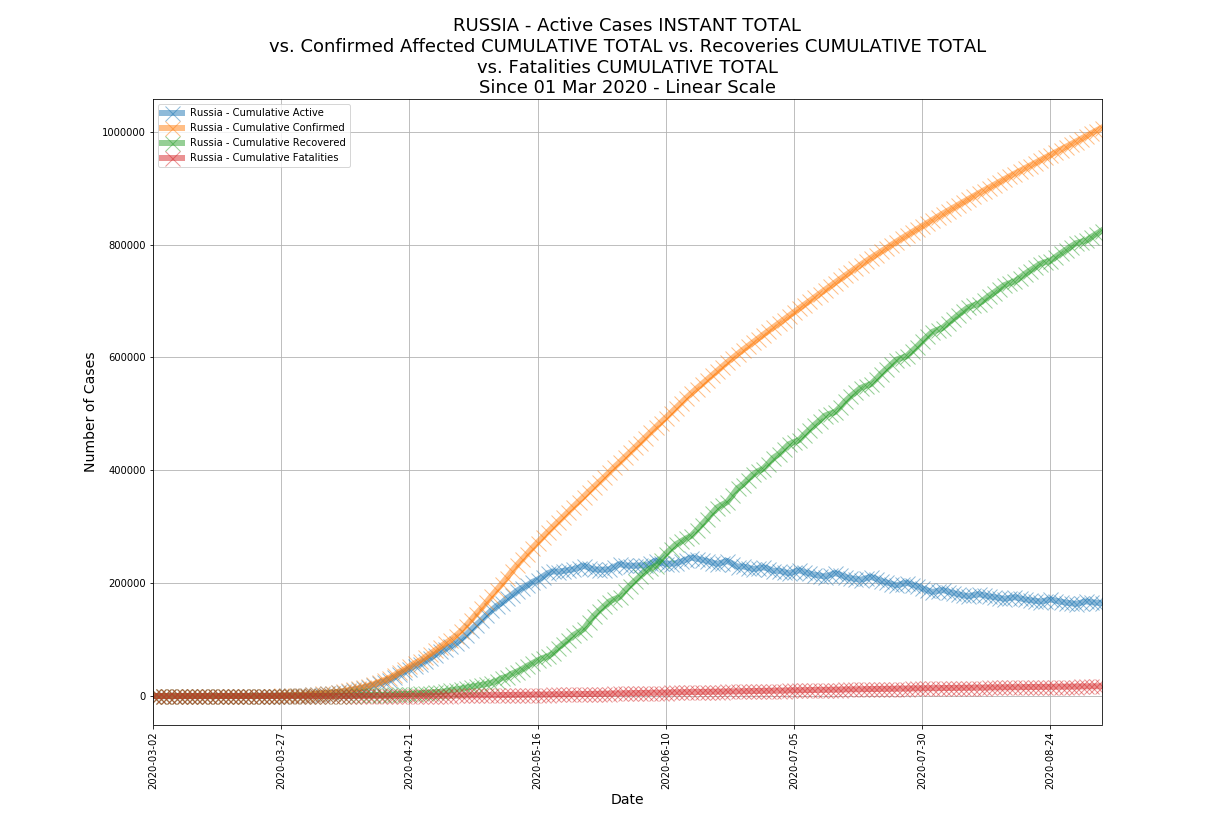 RUSSIA - Active Cases INSTANT TOTAL
vs. Confirmed Affected CUMULATIVE TOTAL vs. Recoveries CUMULATIVE TOTAL
vs. Fatalities CUMULATIVE TOTAL
Since 01 Mar 2020 - Linear Scale
Russia - Cumulative Active
Russia - Cumulative Confirmed
Russia - Cumulative Recovered
Russia - Cumulative Fatalities
Number of Cases
1000000
800000
600000
400000
200000
0
2020-03-02
2020-03-27
2020-04-21
2020-05-16
2020-06-10
2020-07-05
2020-07-30
2020-08-24
Date